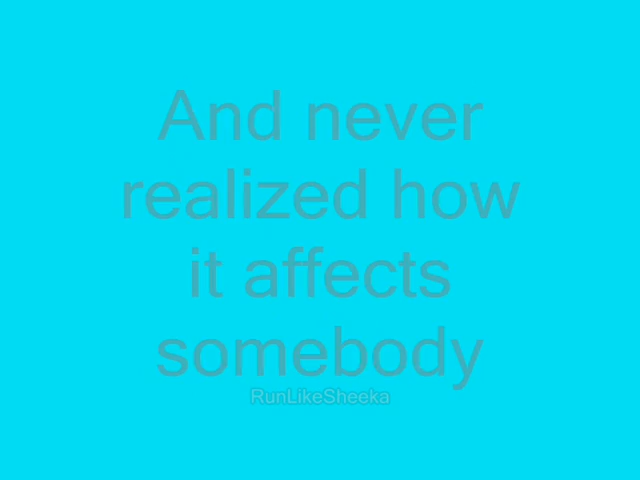 And never
realized how
it affects
somebody
RunLikeSheeka